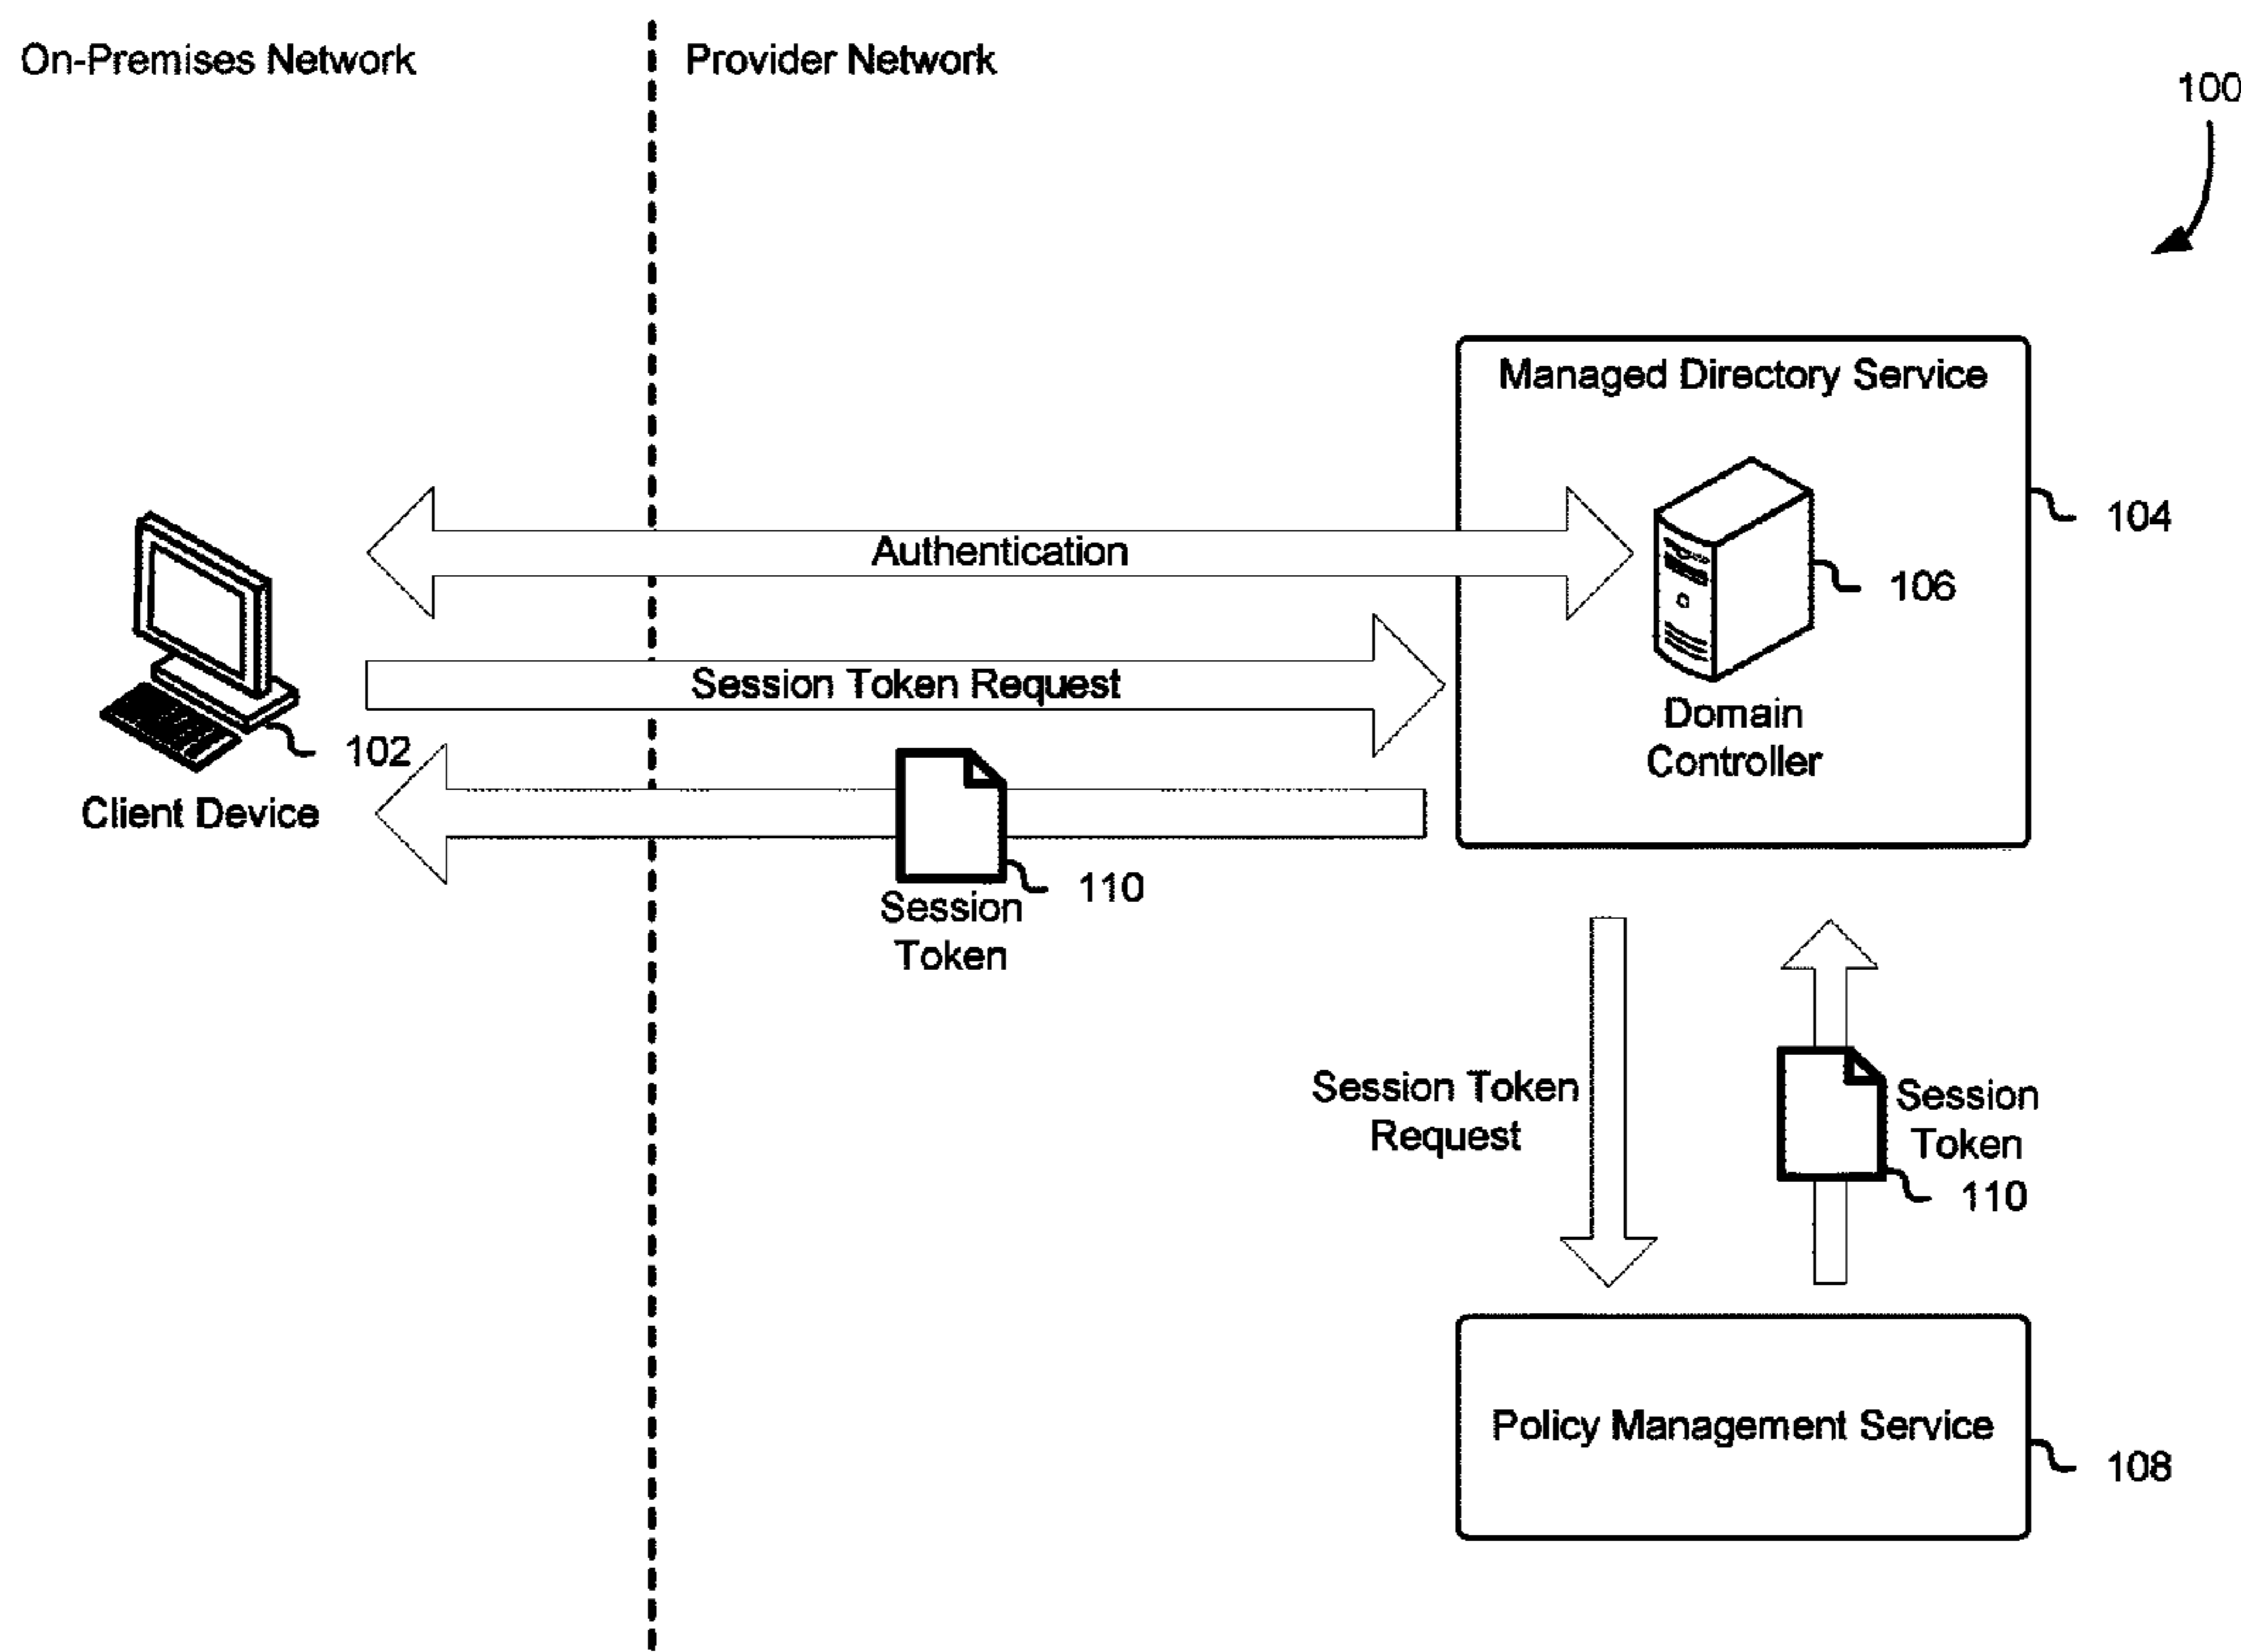 On-Premises Network
Provider Network
100
Managed Directory Service
104
Authentication
106
Session Token Request
Domain
Controller
102
Client Device
110
Session
Token
Session Token
Request
Session
Token
110
Policy Management Service
108